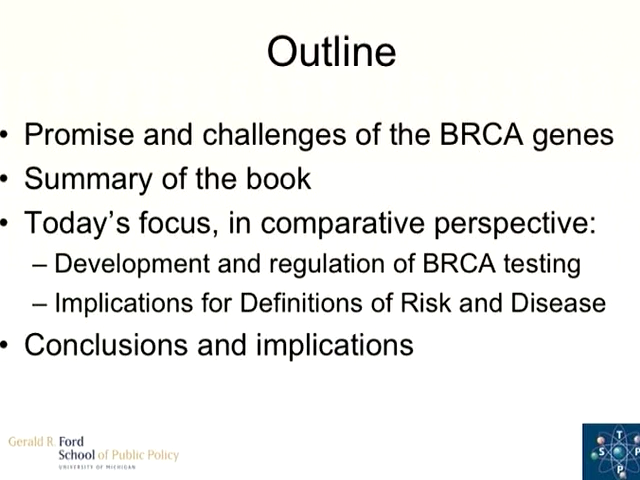 Outline
• Promise and challenges of the BRCA genes
• Summary of the book
• Today's focus, in comparative perspective:
– Development and regulation of BRCA testing
– Implications for Definitions of Risk and Disease
• Conclusions and implications
Gerald R. Ford
School of Public Policy
UNIVERSITY OF MICHIGAN
T
S P
P